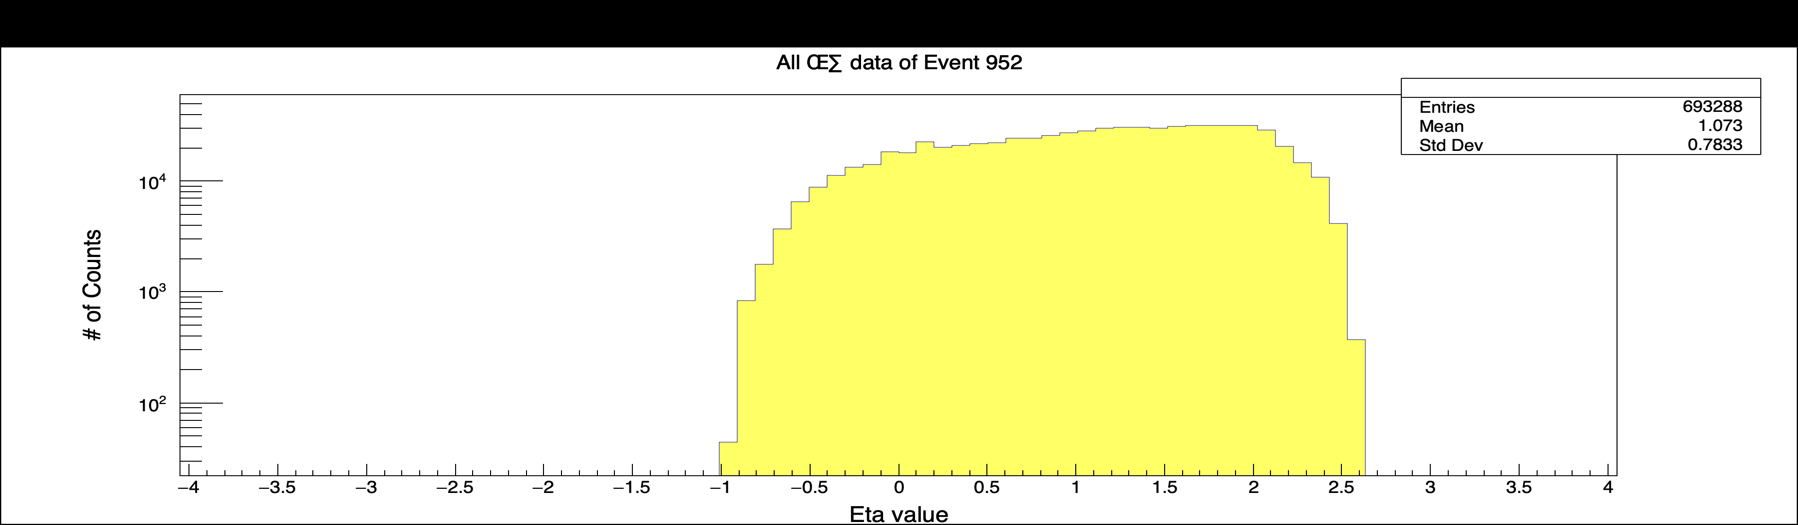 All ŒE∑ data of Event 952
Entries 693288
Mean 1.073
Std Dev 0.7833
# of Counts
10⁴
10³
10²
−4 −3.5 −3 −2.5 −2 −1.5 −1 −0.5 0 0.5 1 1.5 2 2.5 3 3.5 4
Eta value